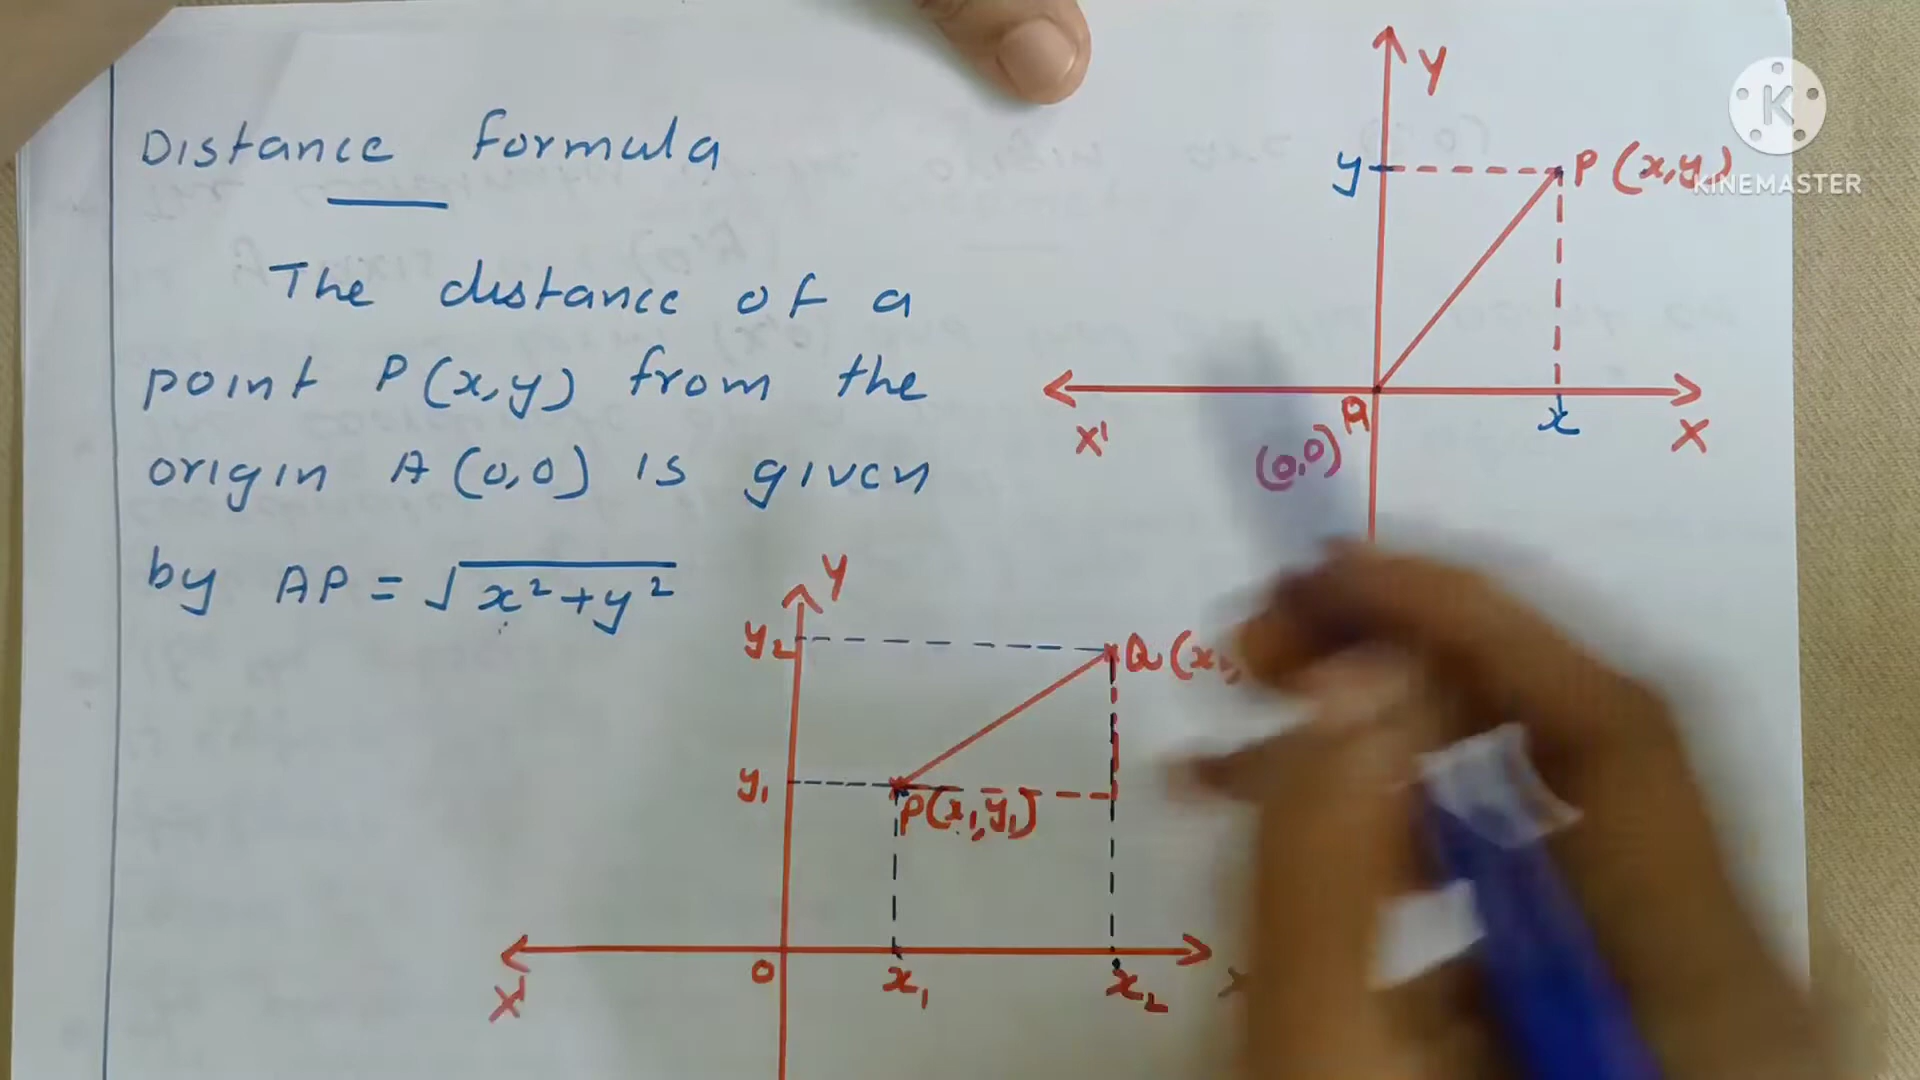 Distance formula
The distance of a
point P(x,y) from the
origin A(0,0) is given
by AP = √x²+y²
Y
y
P(x,y)
A
(0,0)
X'
x
X
Y
y₂
Q(x₂,
y₁
P(x₁,y₁)
O
X'
x₁
x₂
K
KINEMASTER